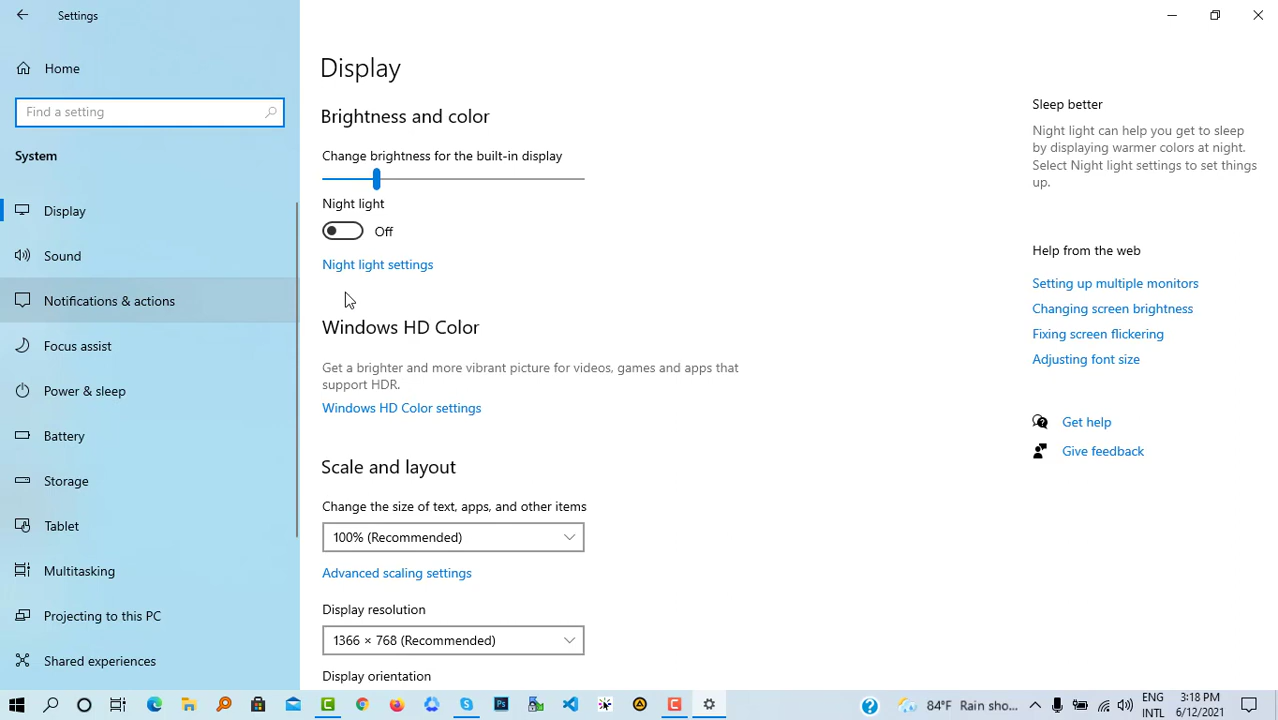 Settings
Home
Find a setting
System
Display
Sound
Notifications & actions
Focus assist
Power & sleep
Battery
Storage
Tablet
Multitasking
Projecting to this PC
Shared experiences
Display
Brightness and color
Change brightness for the built-in display
Night light
Off
Night light settings
Windows HD Color
Get a brighter and more vibrant picture for videos, games and apps that
support HDR.
Windows HD Color settings
Scale and layout
Change the size of text, apps, and other items
100% (Recommended)
Advanced scaling settings
Display resolution
1366 × 768 (Recommended)
Display orientation
Sleep better
Night light can help you get to sleep
by displaying warmer colors at night.
Select Night light settings to set things
up.
Help from the web
Setting up multiple monitors
Changing screen brightness
Fixing screen flickering
Adjusting font size
Get help
Give feedback
Ps
84°F Rain sho...
ENG
INTL
3:18 PM
6/12/2021